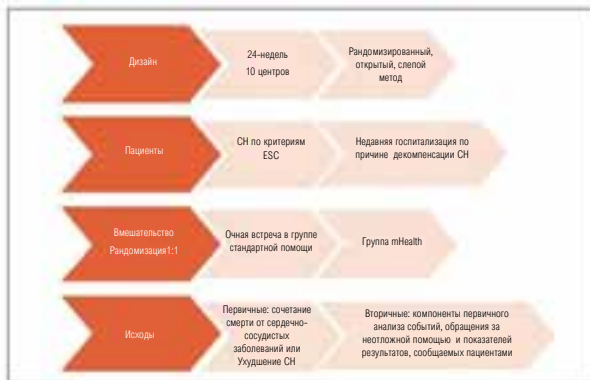 Дизайн
24-недель
10 центров
Рандомизированный,
открытый, слепой
метод
Пациенты
СН по критериям
ESC
Недавняя госпитализация по
причине декомпенсации СН
Вмешательство
Рандомизация1:1
Очная встреча в группе
стандартной помощи
Группа mHealth
Исходы
Первичные: сочетание
смерти от сердечно-
сосудистых
заболеваний или
Ухудшение СН
Вторичные: компоненты первичного
анализа событий, обращения за
неотложной помощью и показателей
результатов, сообщаемых пациентами